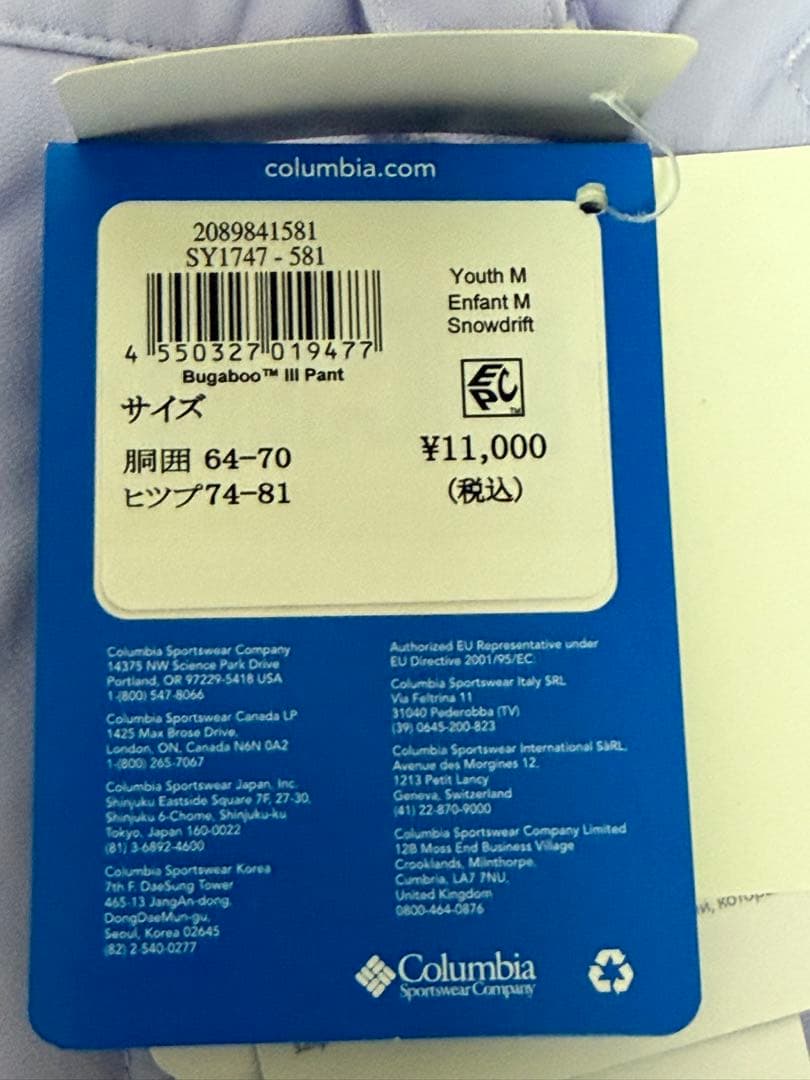 columbia.com
2089841581
SY1747 - 581
4 550327 019477
Bugaboo™ III Pant
サイズ
胴囲 64-70
ヒップ74-81
Youth M
Enfant M
Snowdrift
EPC™
¥11,000
(税込)
Columbia Sportswear Company
14375 NW Science Park Drive
Portland, OR 97229-5418 USA
1-(800) 547-8066
Columbia Sportswear Canada LP
1425 Max Brose Drive,
London, ON, Canada N6N 0A2
1-(800) 265-7067
Columbia Sportswear Japan, Inc.
Shinjuku Eastside Square 7F, 27-30,
Shinjuku 6-Chome, Shinjuku-ku
Tokyo, Japan 160-0022
(81) 3-6892-4600
Columbia Sportswear Korea
7th F. DaeSung Tower
465-13 JangAn-dong,
DongDaeMun-gu,
Seoul, Korea 02645
(82) 2-540-0277
Authorized EU Representative under
EU Directive 2001/95/EC:
Columbia Sportswear Italy SRL
Via Feltrina 11
31040 Pederobba (TV)
(39) 0645-200-823
Columbia Sportswear International SàRL,
Avenue des Morgines 12,
1213 Petit Lancy
Geneva, Switzerland
(41) 22-870-9000
Columbia Sportswear Company Limited
12B Moss End Business Village
Crooklands, Milnthorpe,
Cumbria, LA7 7NU,
United Kingdom
0800-464-0876
Columbia
Sportswear Company